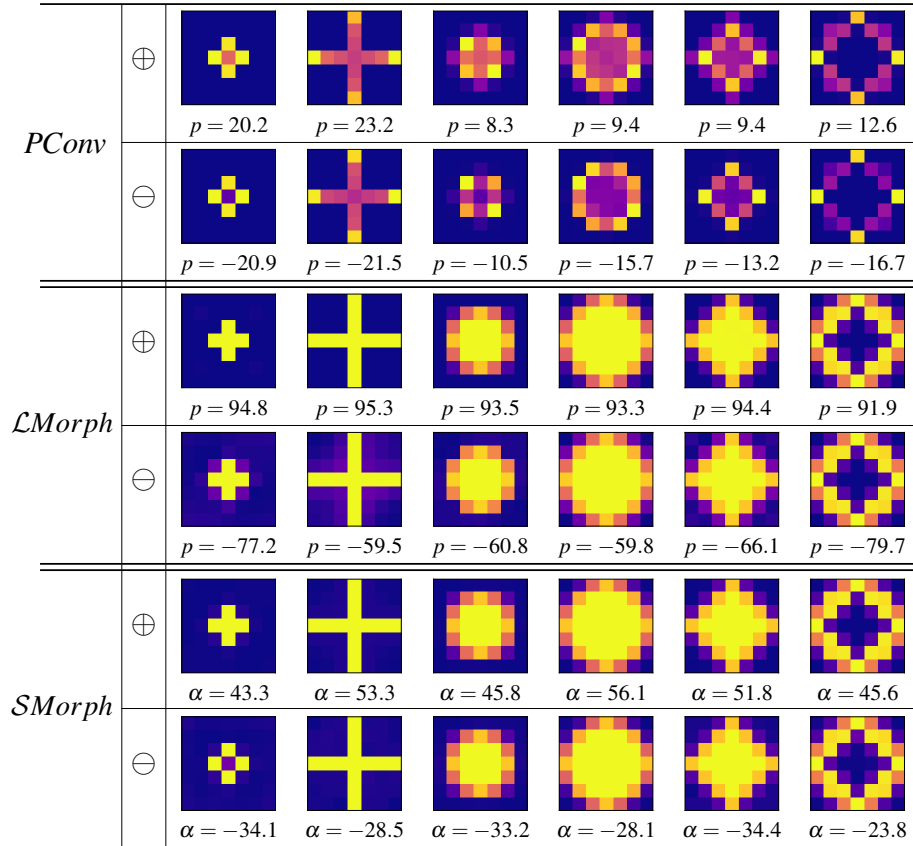 ⊕
p = 20.2 p = 23.2 p = 8.3 p = 9.4 p = 9.4 p = 12.6
PConv
⊖
p = −20.9 p = −21.5 p = −10.5 p = −15.7 p = −13.2 p = −16.7
⊕
p = 94.8 p = 95.3 p = 93.5 p = 93.3 p = 94.4 p = 91.9
ℒMorph
⊖
p = −77.2 p = −59.5 p = −60.8 p = −59.8 p = −66.1 p = −79.7
⊕
α = 43.3 α = 53.3 α = 45.8 α = 56.1 α = 51.8 α = 45.6
𝒮Morph
⊖
α = −34.1 α = −28.5 α = −33.2 α = −28.1 α = −34.4 α = −23.8